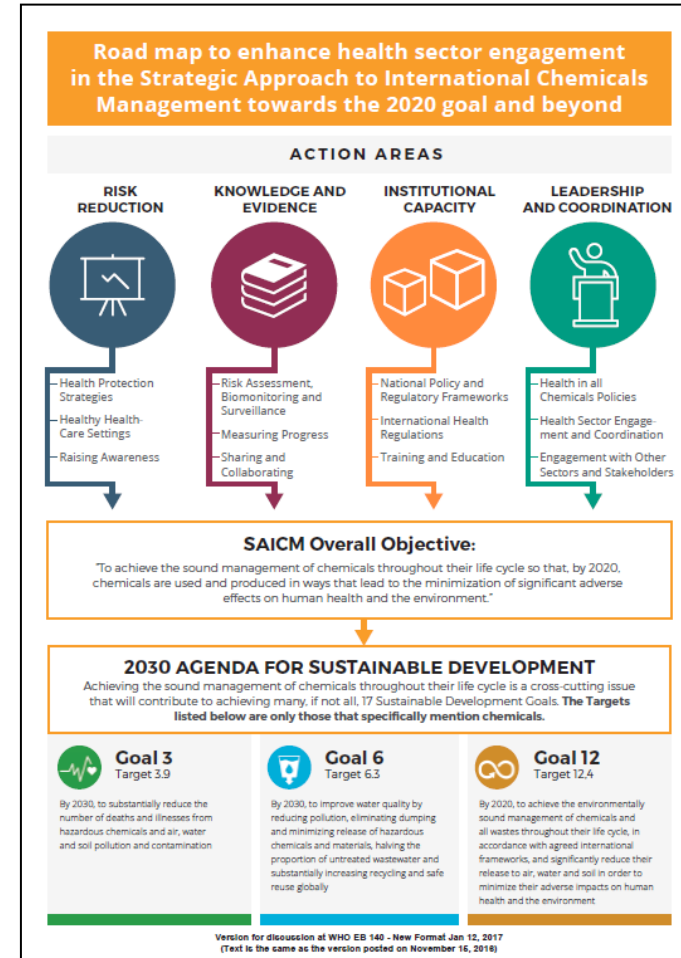 Road map to enhance health sector engagement
in the Strategic Approach to International Chemicals
Management towards the 2020 goal and beyond
ACTION AREAS
RISK
REDUCTION
KNOWLEDGE AND
EVIDENCE
INSTITUTIONAL
CAPACITY
LEADERSHIP
AND COORDINATION
Health Protection
Strategies
Healthy Health-
Care Settings
Raising Awareness
Risk Assessment,
Biomonitoring and
Surveillance
Measuring Progress
Sharing and
Collaborating
National Policy and
Regulatory Frameworks
International Health
Regulations
Training and Education
Health in all
Chemicals Policies
Health Sector Engage-
ment and Coordination
Engagement with Other
Sectors and Stakeholders
SAICM Overall Objective:
"To achieve the sound management of chemicals throughout their life cycle so that, by 2020,
chemicals are used and produced in ways that lead to the minimization of significant adverse
effects on human health and the environment."
2030 AGENDA FOR SUSTAINABLE DEVELOPMENT
Achieving the sound management of chemicals throughout their life cycle is a cross-cutting issue
that will contribute to achieving many, if not all, 17 Sustainable Development Goals. The Targets
listed below are only those that specifically mention chemicals.
Goal 3
Target 3.9
By 2030, to substantially reduce the
number of deaths and illnesses from
hazardous chemicals and air, water
and soil pollution and contamination
Goal 6
Target 6.3
By 2030, to improve water quality by
reducing pollution, eliminating dumping
and minimizing release of hazardous
chemicals and materials, halving the
proportion of untreated wastewater and
substantially increasing recycling and safe
reuse globally
Goal 12
Target 12.4
By 2020, to achieve the environmentally
sound management of chemicals and
all wastes throughout their life cycle, in
accordance with agreed international
frameworks, and significantly reduce their
release to air, water and soil in order to
minimize their adverse impacts on human
health and the environment
Version for discussion at WHO EB 140 - New Format Jan 12, 2017
(Text is the same as the version posted on November 15, 2016)